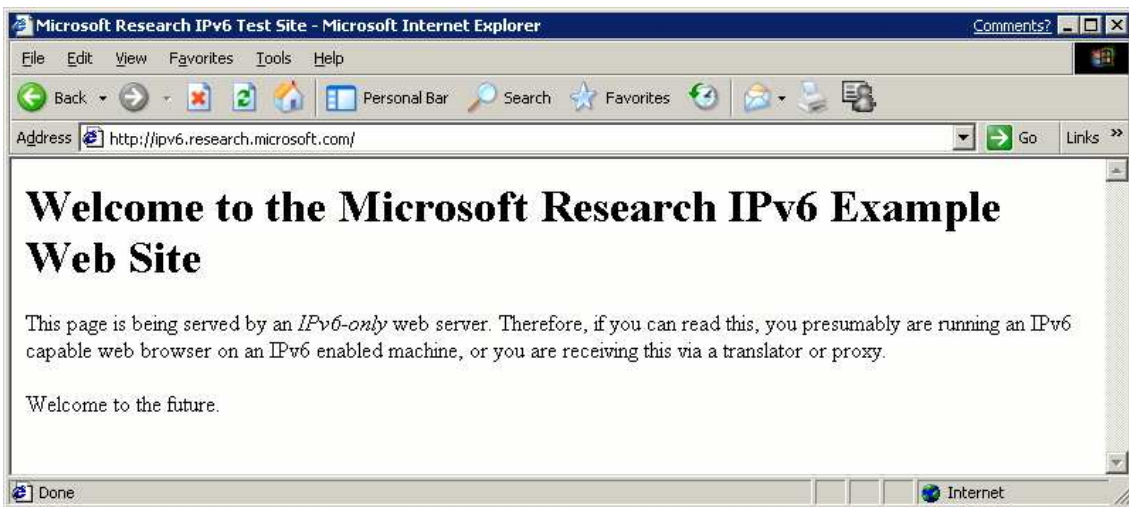 Microsoft Research IPv6 Test Site - Microsoft Internet Explorer Comments?
File Edit View Favorites Tools Help
Back Personal Bar Search Favorites
Address http://ipv6.research.microsoft.com/ Go Links »
Welcome to the Microsoft Research IPv6 Example
Web Site
This page is being served by an IPv6-only web server. Therefore, if you can read this, you presumably are running an IPv6
capable web browser on an IPv6 enabled machine, or you are receiving this via a translator or proxy.
Welcome to the future.
Done Internet